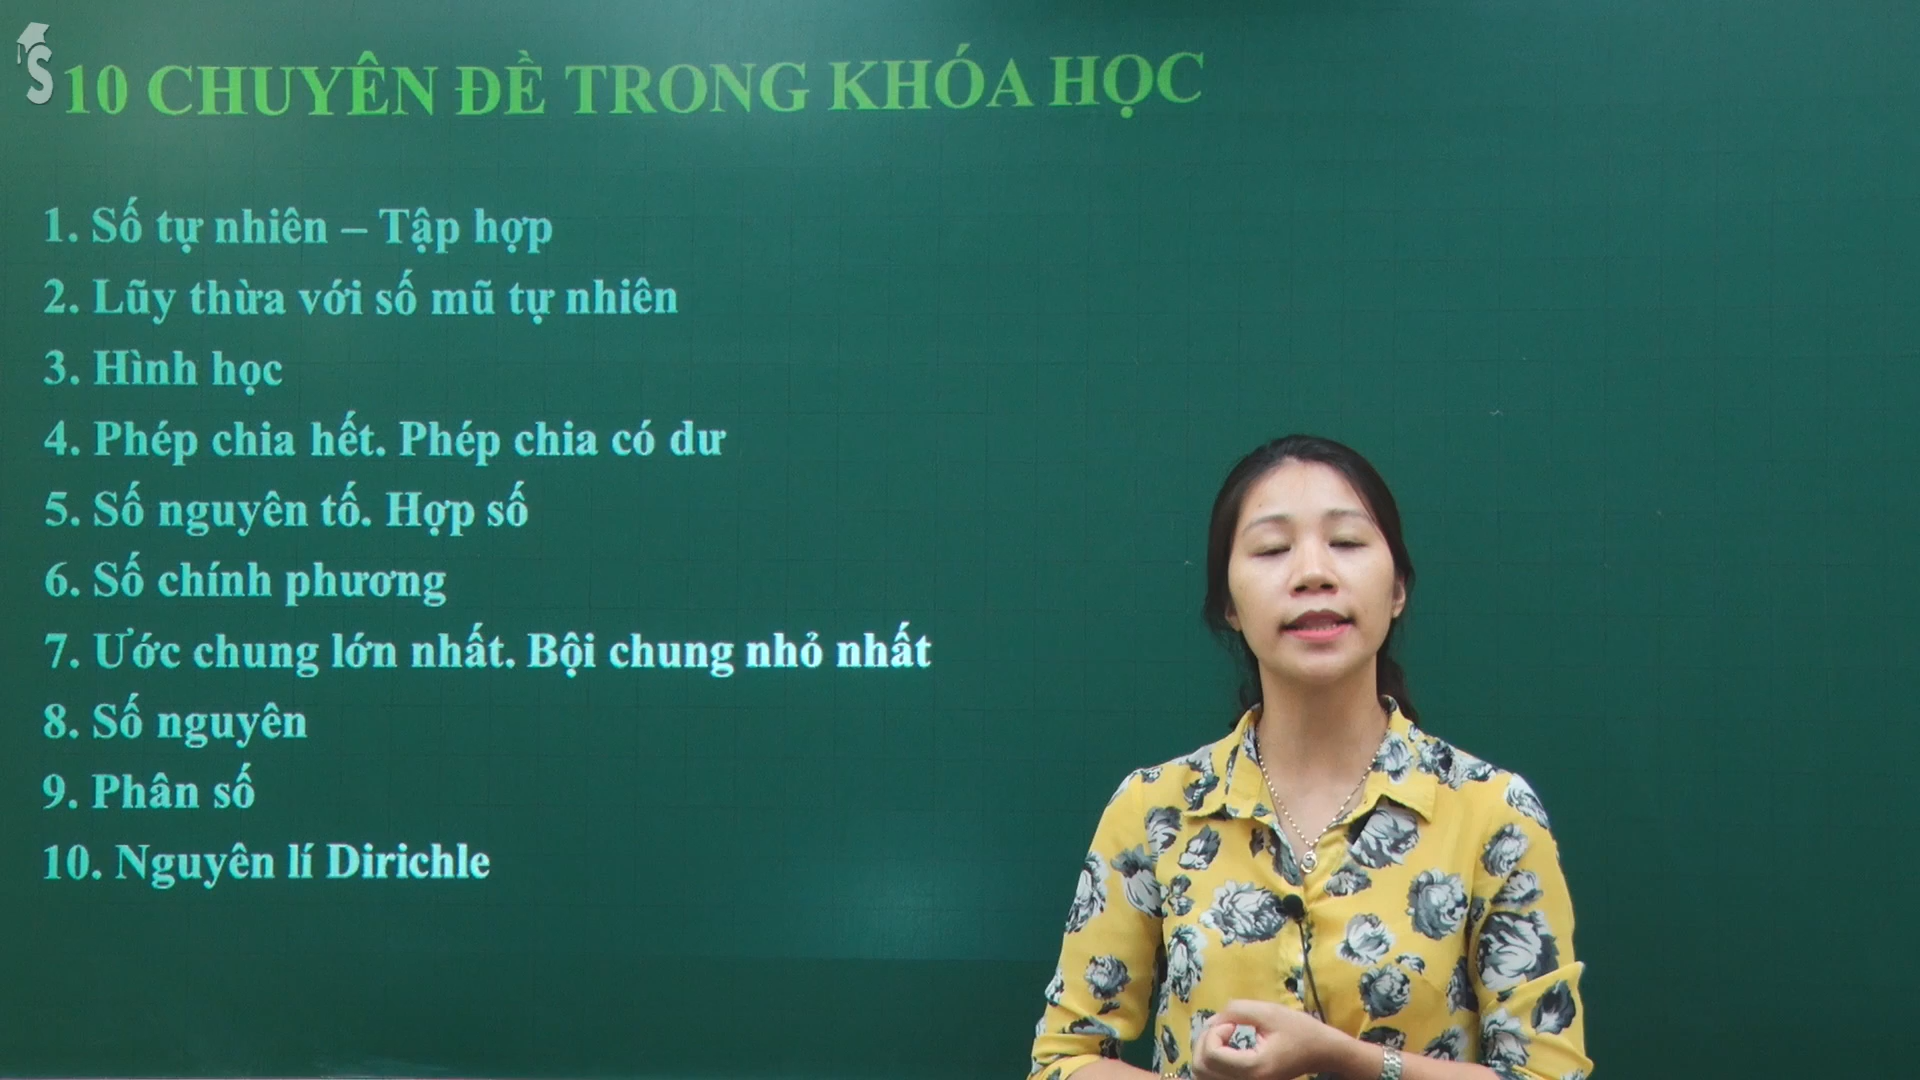 10 CHUYÊN ĐỀ TRONG KHÓA HỌC
1. Số tự nhiên – Tập hợp
2. Lũy thừa với số mũ tự nhiên
3. Hình học
4. Phép chia hết. Phép chia có dư
5. Số nguyên tố. Hợp số
6. Số chính phương
7. Ước chung lớn nhất. Bội chung nhỏ nhất
8. Số nguyên
9. Phân số
10. Nguyên lí Dirichle